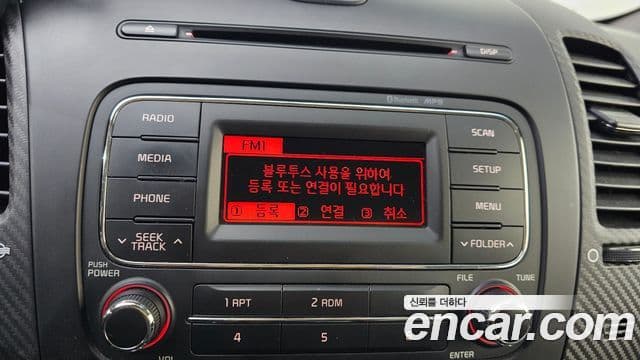 DISP
Bluetooth MP3
RADIO
MEDIA
PHONE
SEEK
TRACK
PUSH
POWER
VOL
FM1
블루투스 사용을 위하여
등록 또는 연결이 필요합니다
① 등록 ② 연결 ③ 취소
SCAN
SETUP
MENU
FOLDER
FILE
TUNE
ENTER
1 RPT
2 RDM
4
5
신뢰를 더하다
encar.com